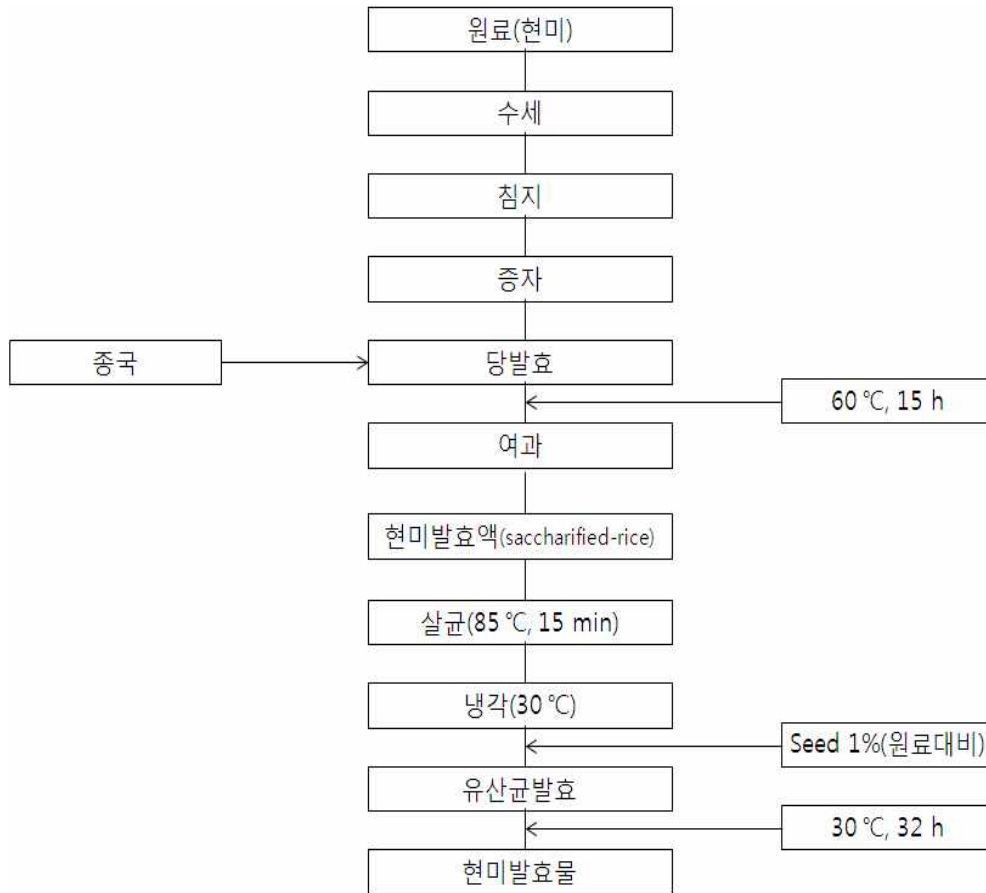 원료(현미)
수세
침지
증자
종국
당발효
60 ℃, 15 h
여과
현미발효액(saccharified-rice)
살균(85 ℃, 15 min)
냉각(30 ℃)
Seed 1%(원료대비)
유산균발효
30 ℃, 32 h
현미발효물